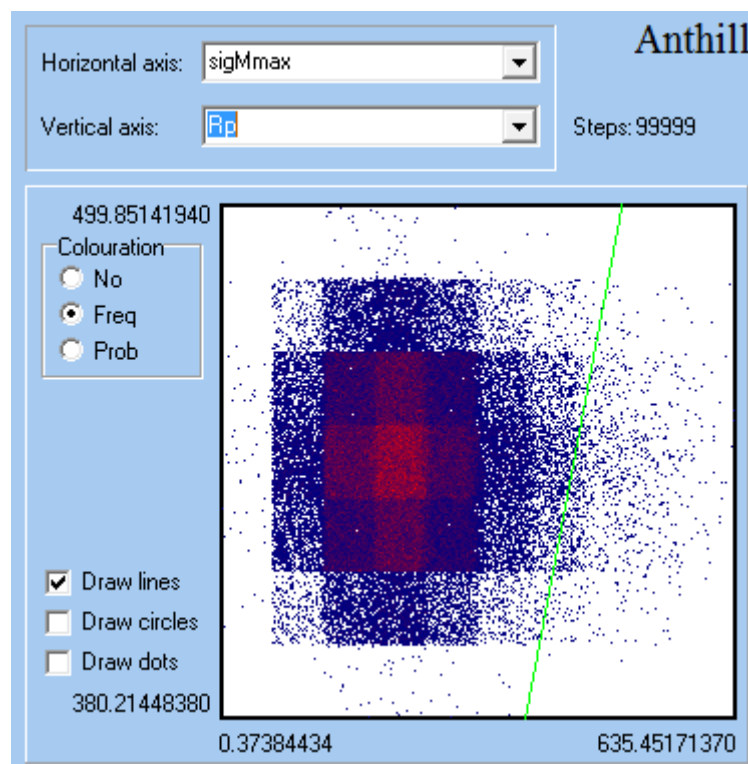 Anthill
Horizontal axis: sigMmax
Vertical axis: Rp
Steps: 99999
499.85141940
Colouration
No
Freq
Prob
Draw lines
Draw circles
Draw dots
380.21448380
0.37384434 635.45171370